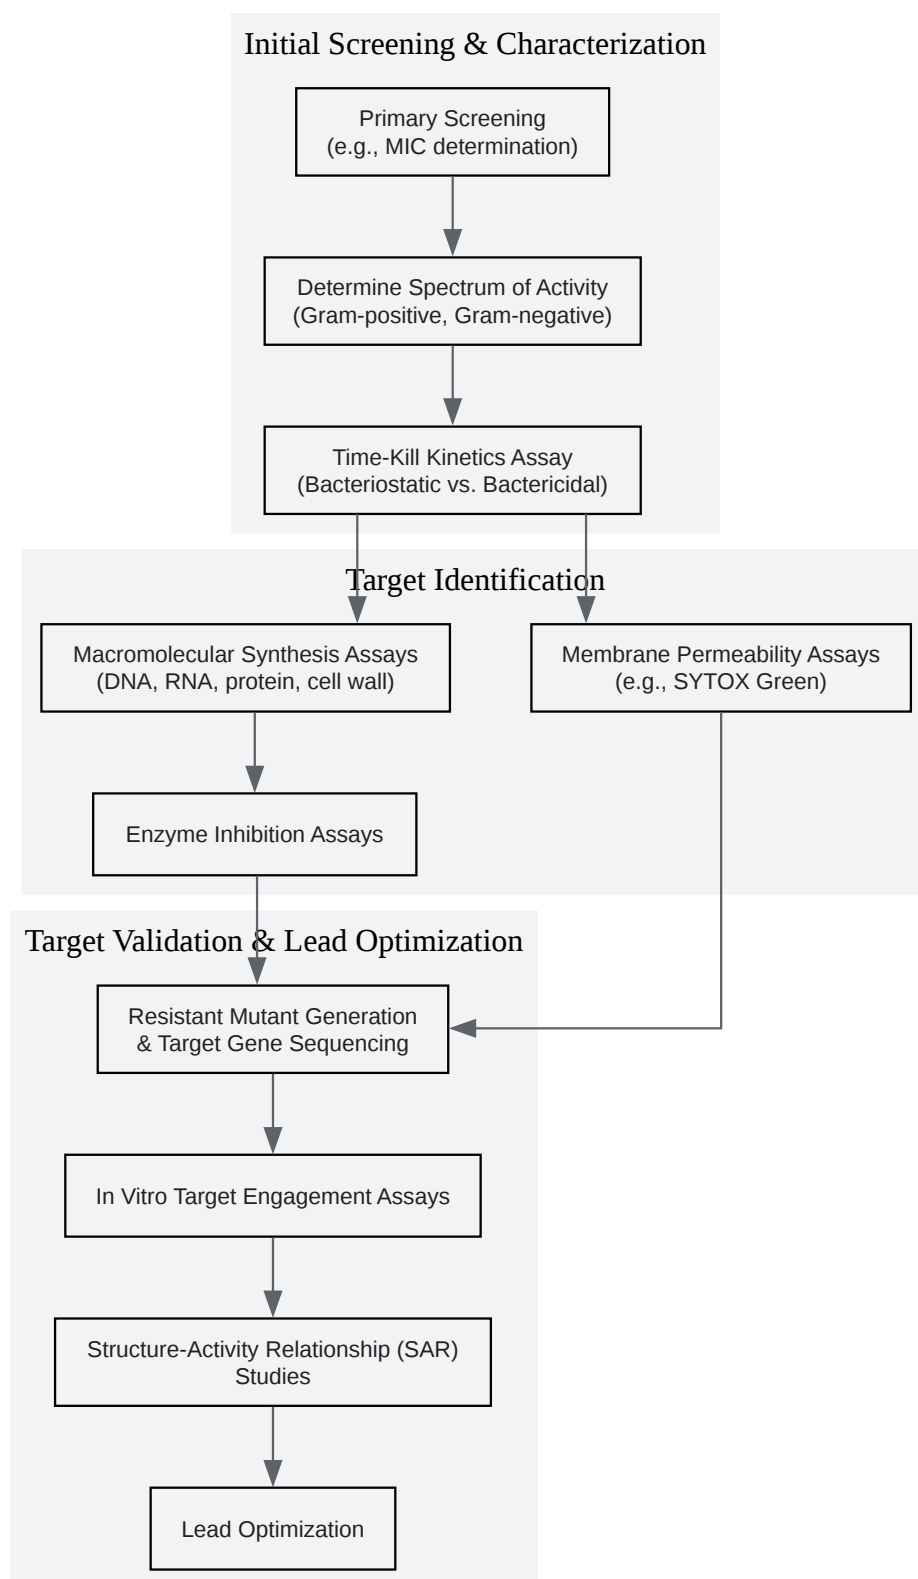 Initial Screening & Characterization
Primary Screening
(e.g., MIC determination)
Determine Spectrum of Activity
(Gram-positive, Gram-negative)
Time-Kill Kinetics Assay
(Bacteriostatic vs. Bactericidal)
Target Identification
Macromolecular Synthesis Assays
(DNA, RNA, protein, cell wall)
Membrane Permeability Assays
(e.g., SYTOX Green)
Enzyme Inhibition Assays
Target Validation & Lead Optimization
Resistant Mutant Generation
& Target Gene Sequencing
In Vitro Target Engagement Assays
Structure-Activity Relationship (SAR)
Studies
Lead Optimization